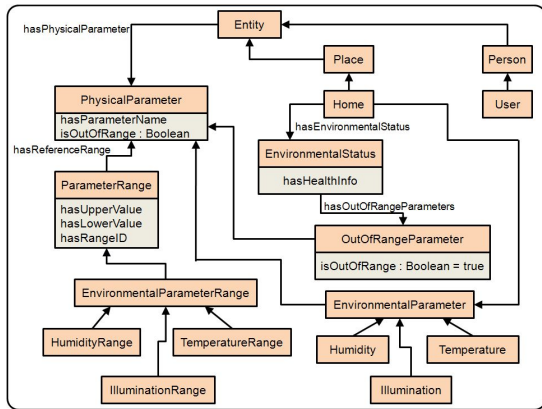 Entity
hasPhysicalParameter
Place
Person
PhysicalParameter
Home
User
hasParameterName
isOutOfRange : Boolean
hasEnvironmentalStatus
hasReferenceRange
EnvironmentalStatus
ParameterRange
hasHealthInfo
hasUpperValue
hasLowerValue
hasRangeID
hasOutOfRangeParameters
OutOfRangeParameter
isOutOfRange : Boolean = true
EnvironmentalParameterRange
EnvironmentalParameter
HumidityRange
TemperatureRange
Humidity
Temperature
IlluminationRange
Illumination